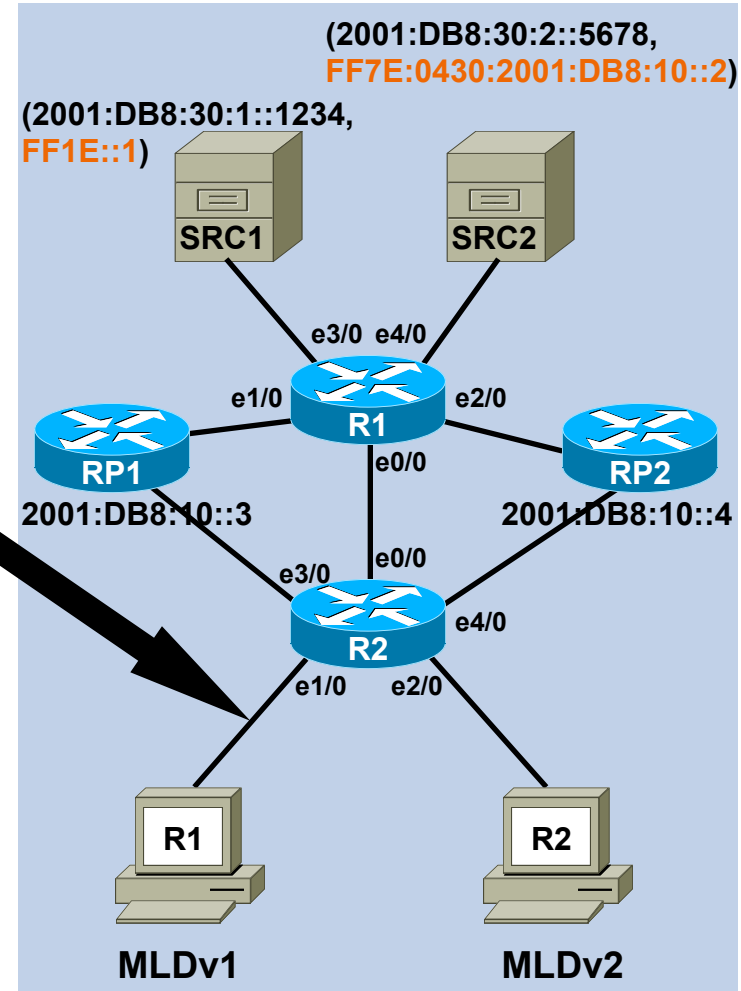 (2001:DB8:30:2::5678,
FF7E:0430:2001:DB8:10::2)
(2001:DB8:30:1::1234,
FF1E::1)
SRC1
SRC2
e3/0 e4/0
e1/0
e2/0
R1
e0/0
RP1
RP2
2001:DB8:10::3
2001:DB8:10::4
e3/0
e0/0
e4/0
R2
e1/0
e2/0
R1
R2
MLDv1
MLDv2